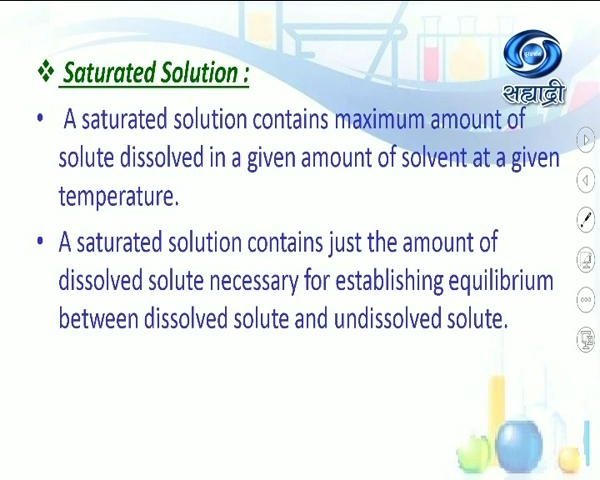 ❖ Saturated Solution :
सह्याद्री
• A saturated solution contains maximum amount of
solute dissolved in a given amount of solvent at a given
temperature.
• A saturated solution contains just the amount of
dissolved solute necessary for establishing equilibrium
between dissolved solute and undissolved solute.